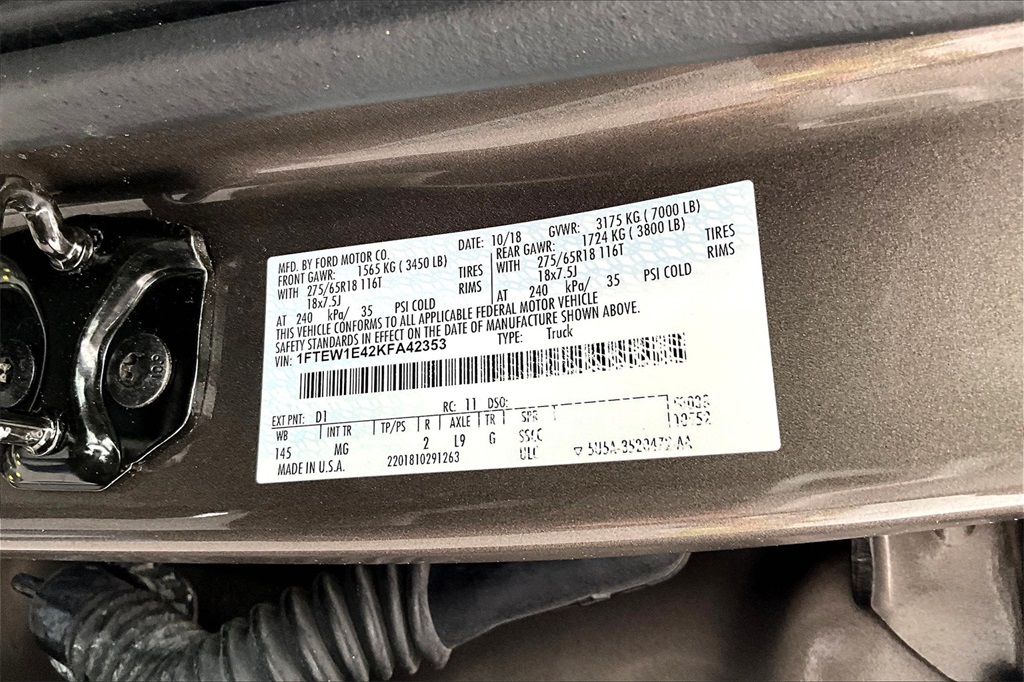 MFD. BY FORD MOTOR CO. DATE: 10/18 GVWR: 3175 KG ( 7000 LB)
FRONT GAWR: 1565 KG ( 3450 LB) REAR GAWR: 1724 KG ( 3800 LB)
WITH 275/65R18 116T TIRES WITH 275/65R18 116T TIRES
18x7.5J RIMS 18x7.5J RIMS
AT 240 kPa/ 35 PSI COLD AT 240 kPa/ 35 PSI COLD
THIS VEHICLE CONFORMS TO ALL APPLICABLE FEDERAL MOTOR VEHICLE
SAFETY STANDARDS IN EFFECT ON THE DATE OF MANUFACTURE SHOWN ABOVE.
VIN: 1FTEW1E42KFA42353 TYPE: Truck
EXT PNT: D1 RC: 11 DSO:
WB INT TR TP/PS R AXLE TR SPR
145 MG 2 L9 G SSLC
MADE IN U.S.A. 2201810291263 ULC